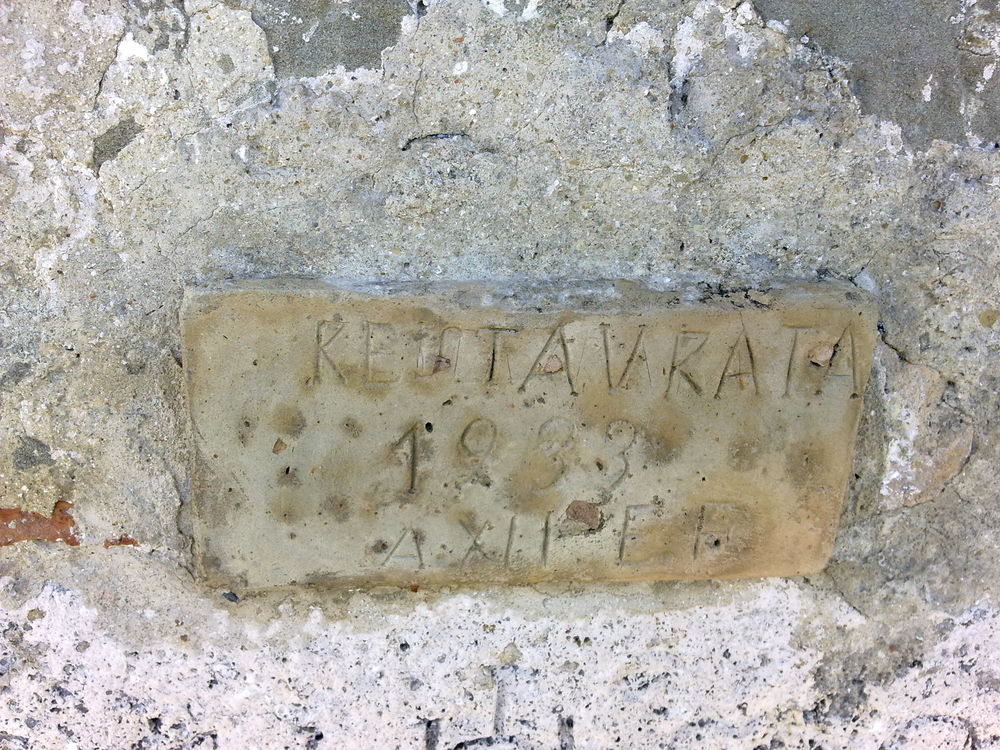 RESTAVRATA
1933
A XII E F